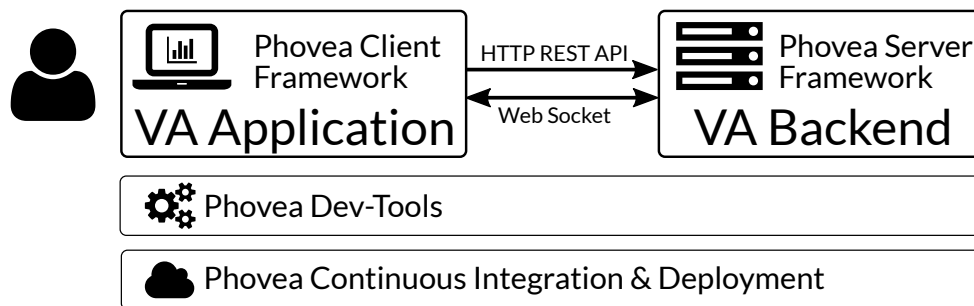 Phovea Client
Framework
VA Application
HTTP REST API
Web Socket
Phovea Server
Framework
VA Backend
Phovea Dev-Tools
Phovea Continuous Integration & Deployment